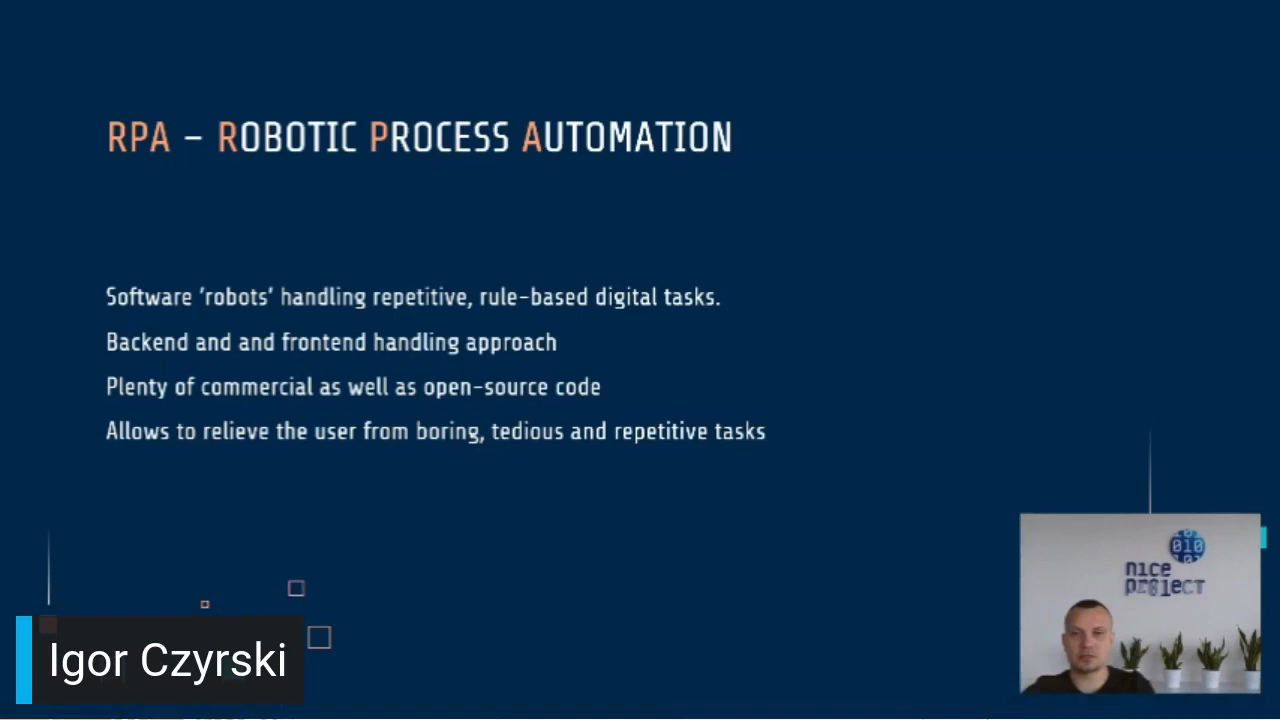 RPA – ROBOTIC PROCESS AUTOMATION
Software ‘robots’ handling repetitive, rule-based digital tasks.
Backend and and frontend handling approach
Plenty of commercial as well as open-source code
Allows to relieve the user from boring, tedious and repetitive tasks
010
nice
project
Igor Czyrski